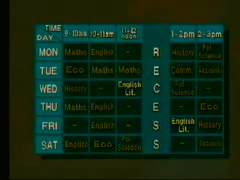 TIME
DAY 9-10am 10-11am 11-12 noon 1-2pm 2-3pm
MON Maths English - R History Pol Science
TUE Eco Maths Maths E Comm. Accounts
WED History - English Lit. C Pol Science -
THU - Maths - E - Eco
FRI - English - S English Lit. History
SAT English Eco Pol Science S - Accounts